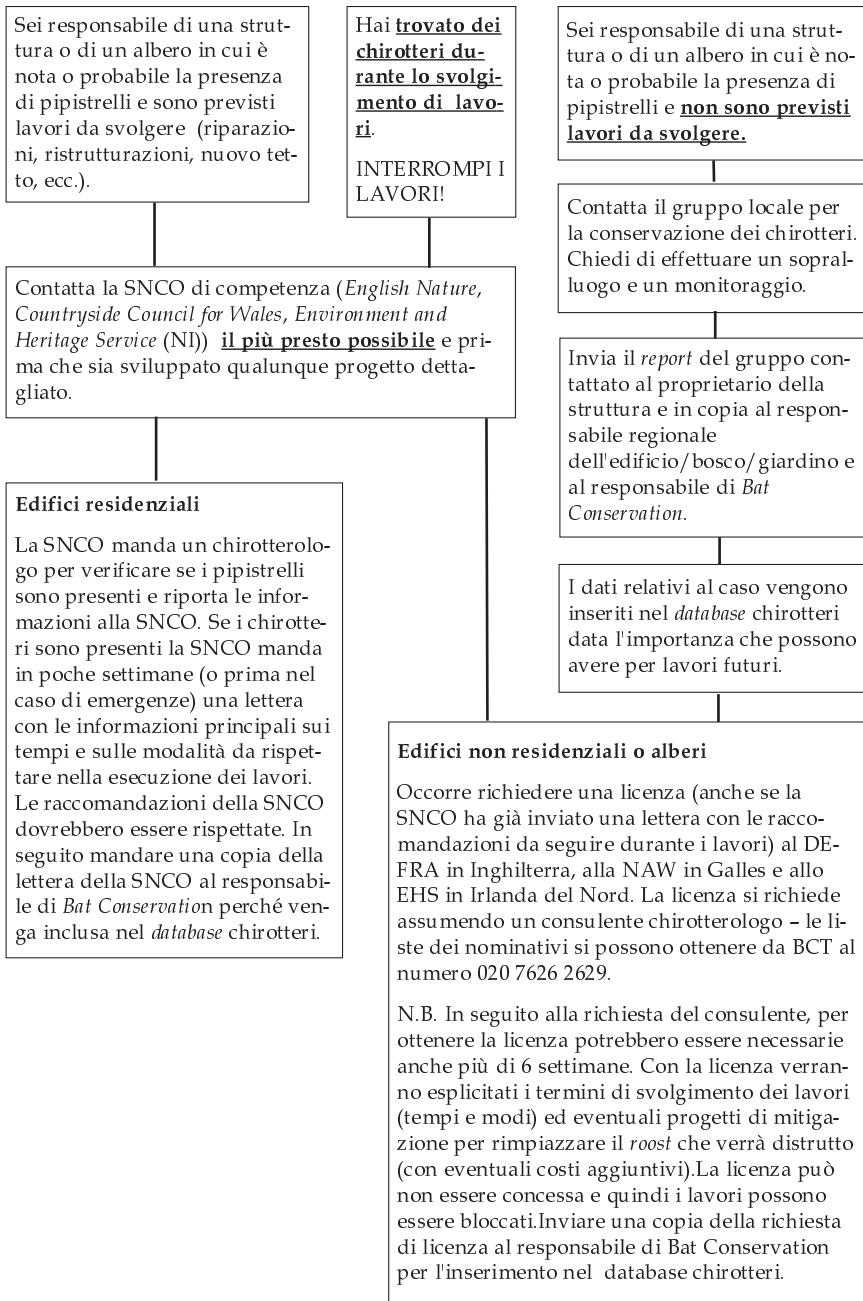 Sei responsabile di una strut-
tura o di un albero in cui è
nota o probabile la presenza
di pipistrelli e sono previsti
lavori da svolgere (riparazio-
ni, ristrutturazioni, nuovo tet-
to, ecc.).
Hai trovato dei
chirotteri du-
rante lo svolgi-
mento di lavo-
ri.
INTERROMPI I
LAVORI!
Sei responsabile di una strut-
tura o di un albero in cui è no-
ta o probabile la presenza di
pipistrelli e non sono previsti
lavori da svolgere.
Contatta il gruppo locale per
la conservazione dei chirotteri.
Chiedi di effettuare un sopral-
luogo e un monitoraggio.
Contatta la SNCO di competenza (English Nature,
Countryside Council for Wales, Environment and
Heritage Service (NI)) il più presto possibile e pri-
ma che sia sviluppato qualunque progetto detta-
gliato.
Invia il report del gruppo con-
tattato al proprietario della
struttura e in copia al respon-
sabile regionale
dell'edificio/bosco/giardino e
al responsabile di Bat
Conservation.
I dati relativi al caso vengono
inseriti nel database chirotteri
data l'importanza che possono
avere per lavori futuri.
Edifici residenziali
La SNCO manda un chirotterolo-
go per verificare se i pipistrelli
sono presenti e riporta le infor-
mazioni alla SNCO. Se i chirotte-
ri sono presenti la SNCO manda
in poche settimane (o prima nel
caso di emergenze) una lettera
con le informazioni principali sui
tempi e sulle modalità da rispet-
tare nella esecuzione dei lavori.
Le raccomandazioni della SNCO
dovrebbero essere rispettate. In
seguito mandare una copia della
lettera della SNCO al responsabi-
le di Bat Conservation perché ven-
ga inclusa nel database chirotteri.
Edifici non residenziali o alberi
Occorre richiedere una licenza (anche se la
SNCO ha già inviato una lettera con le racco-
mandazioni da seguire durante i lavori) al DE-
FRA in Inghilterra, alla NAW in Galles e allo
EHS in Irlanda del Nord. La licenza si richiede
assumendo un consulente chirotterologo – le li-
ste dei nominativi si possono ottenere da BCT al
numero 020 7626 2629.
N.B. In seguito alla richiesta del consulente, per
ottenere la licenza potrebbero essere necessarie
anche più di 6 settimane. Con la licenza verran-
no esplicitati i termini di svolgimento dei lavori
(tempi e modi) ed eventuali progetti di mitiga-
zione per rimpiazzare il roost che verrà distrutto
(con eventuali costi aggiuntivi).La licenza può
non essere concessa e quindi i lavori possono
essere bloccati.Inviare una copia della richiesta
di licenza al responsabile di Bat Conservation
per l'inserimento nel database chirotteri.